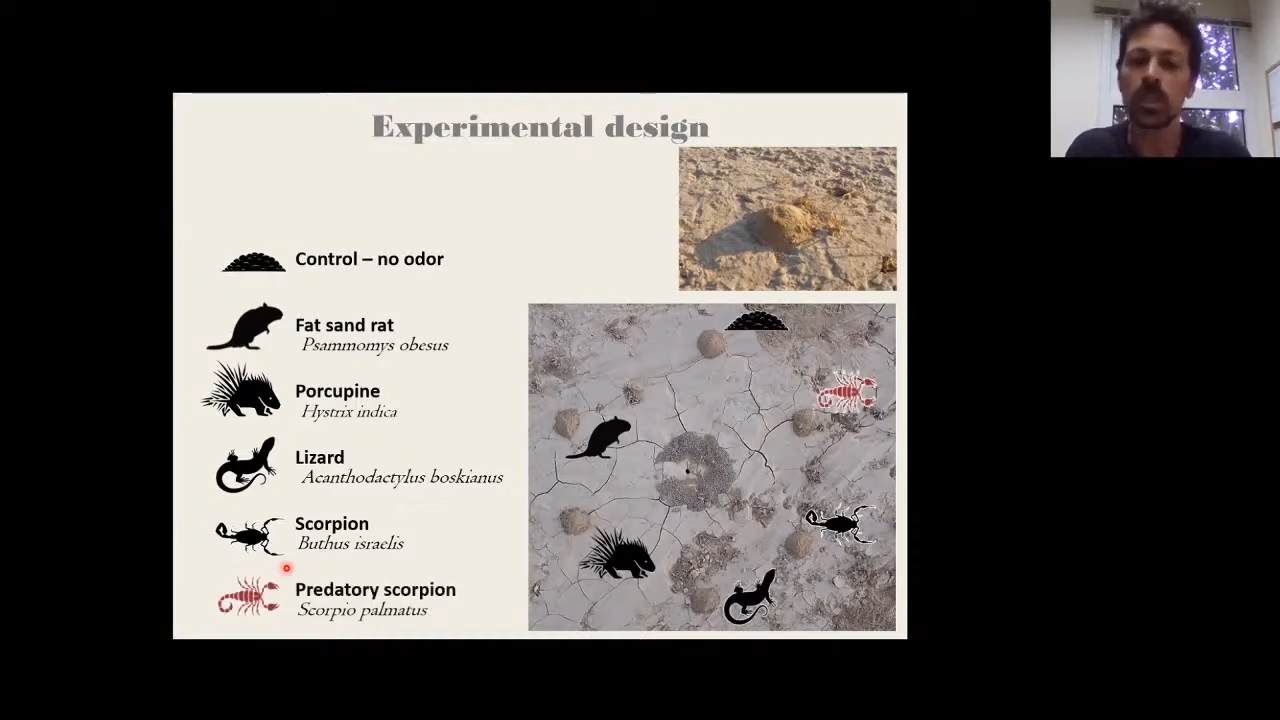 Experimental design
Control – no odor
Fat sand rat
Psammomys obesus
Porcupine
Hystrix indica
Lizard
Acanthodactylus boskianus
Scorpion
Buthus israelis
Predatory scorpion
Scorpio palmatus